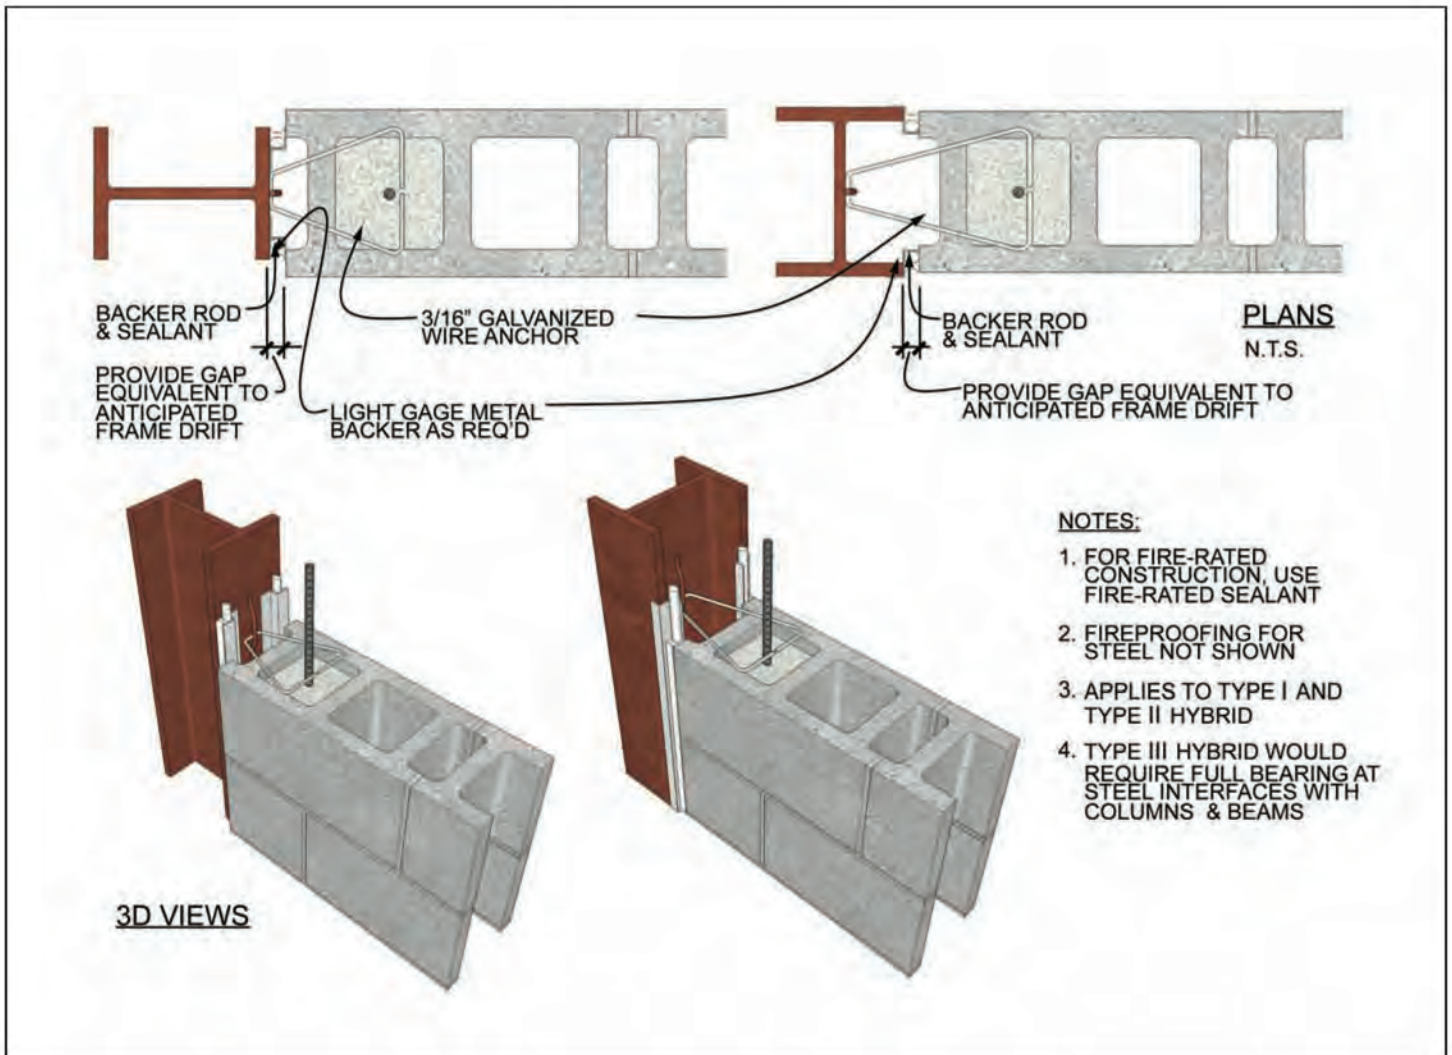 BACKER ROD
& SEALANT
PROVIDE GAP
EQUIVALENT TO
ANTICIPATED
FRAME DRIFT
3/16" GALVANIZED
WIRE ANCHOR
LIGHT GAGE METAL
BACKER AS REQ'D
BACKER ROD
& SEALANT
PROVIDE GAP EQUIVALENT TO
ANTICIPATED FRAME DRIFT
PLANS
N.T.S.
3D VIEWS
NOTES:
1. FOR FIRE-RATED
CONSTRUCTION, USE
FIRE-RATED SEALANT
2. FIREPROOFING FOR
STEEL NOT SHOWN
3. APPLIES TO TYPE I AND
TYPE II HYBRID
4. TYPE III HYBRID WOULD
REQUIRE FULL BEARING AT
STEEL INTERFACES WITH
COLUMNS & BEAMS